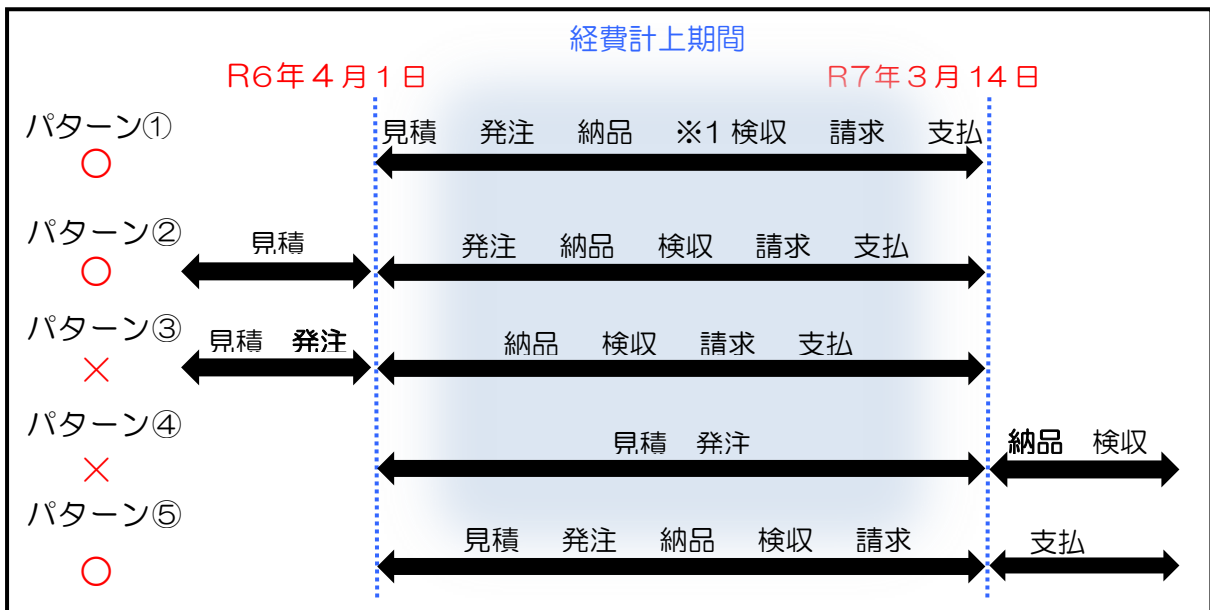 経費計上期間
R6年4月1日 R7年3月14日
パターン① 見積 発注 納品 ※1検収 請求 支払
○
パターン② 見積 発注 納品 検収 請求 支払
○
パターン③ 見積 発注 納品 検収 請求 支払
×
パターン④ 見積 発注 納品 検収
×
パターン⑤ 見積 発注 納品 検収 請求 支払
○